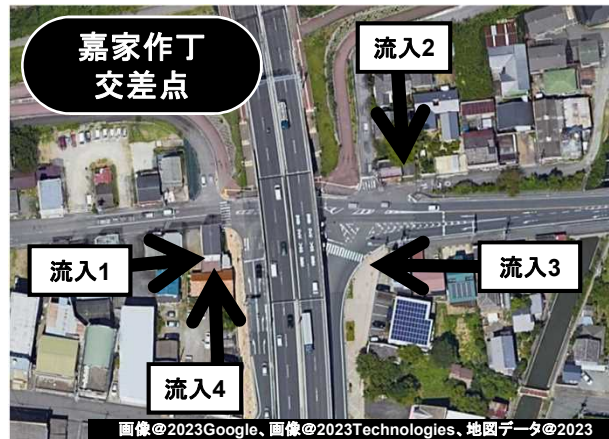 嘉家作丁
交差点
流入2
流入1
流入3
流入4
画像@2023Google、画像@2023Technologies、地図データ@2023